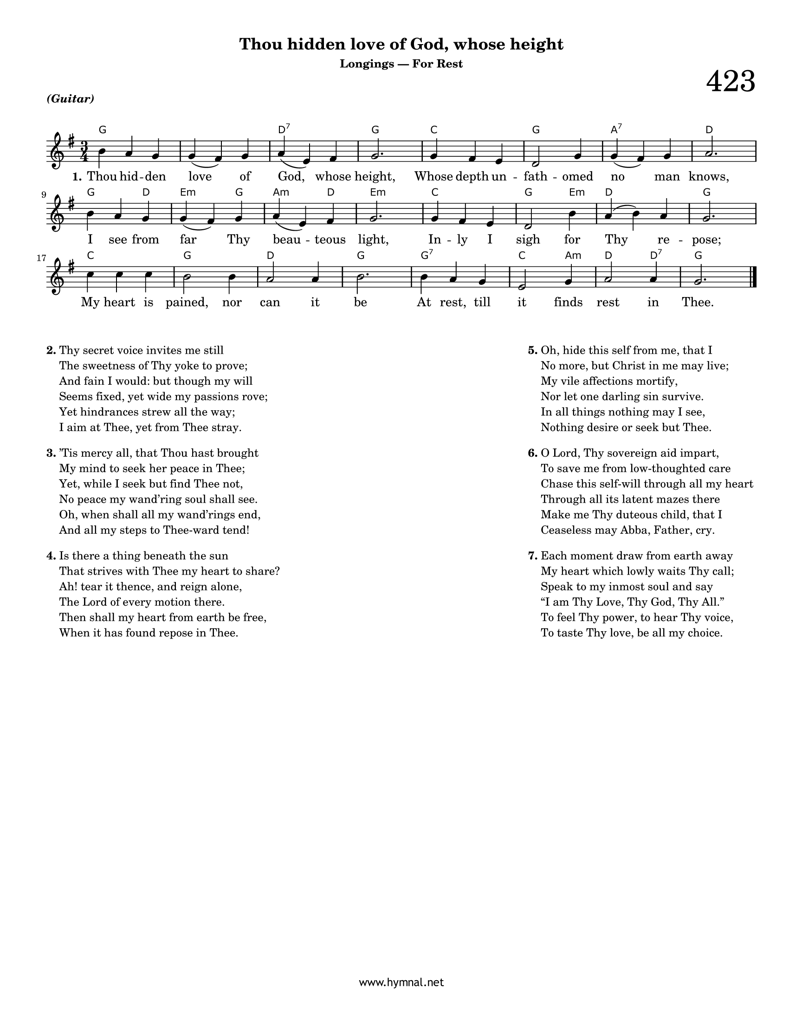 Thou hidden love of God, whose height
Longings — For Rest
423
(Guitar)
G D7 G C G A7 D
3
4
1. Thou hid - den love of God, whose height, Whose depth un - fath - omed no man knows,
9
G D Em G Am D Em C G Em D G
I see from far Thy beau - teous light, In - ly I sigh for Thy re - pose;
17
C G D G G7 C Am D D7 G
My heart is pained, nor can it be At rest, till it finds rest in Thee.
2. Thy secret voice invites me still
The sweetness of Thy yoke to prove;
And fain I would: but though my will
Seems fixed, yet wide my passions rove;
Yet hindrances strew all the way;
I aim at Thee, yet from Thee stray.
3. ’Tis mercy all, that Thou hast brought
My mind to seek her peace in Thee;
Yet, while I seek but find Thee not,
No peace my wand’ring soul shall see.
Oh, when shall all my wand’rings end,
And all my steps to Thee-ward tend!
4. Is there a thing beneath the sun
That strives with Thee my heart to share?
Ah! tear it thence, and reign alone,
The Lord of every motion there.
Then shall my heart from earth be free,
When it has found repose in Thee.
5. Oh, hide this self from me, that I
No more, but Christ in me may live;
My vile affections mortify,
Nor let one darling sin survive.
In all things nothing may I see,
Nothing desire or seek but Thee.
6. O Lord, Thy sovereign aid impart,
To save me from low-thoughted care
Chase this self-will through all my heart
Through all its latent mazes there
Make me Thy duteous child, that I
Ceaseless may Abba, Father, cry.
7. Each moment draw from earth away
My heart which lowly waits Thy call;
Speak to my inmost soul and say
“I am Thy Love, Thy God, Thy All.”
To feel Thy power, to hear Thy voice,
To taste Thy love, be all my choice.
www.hymnal.net